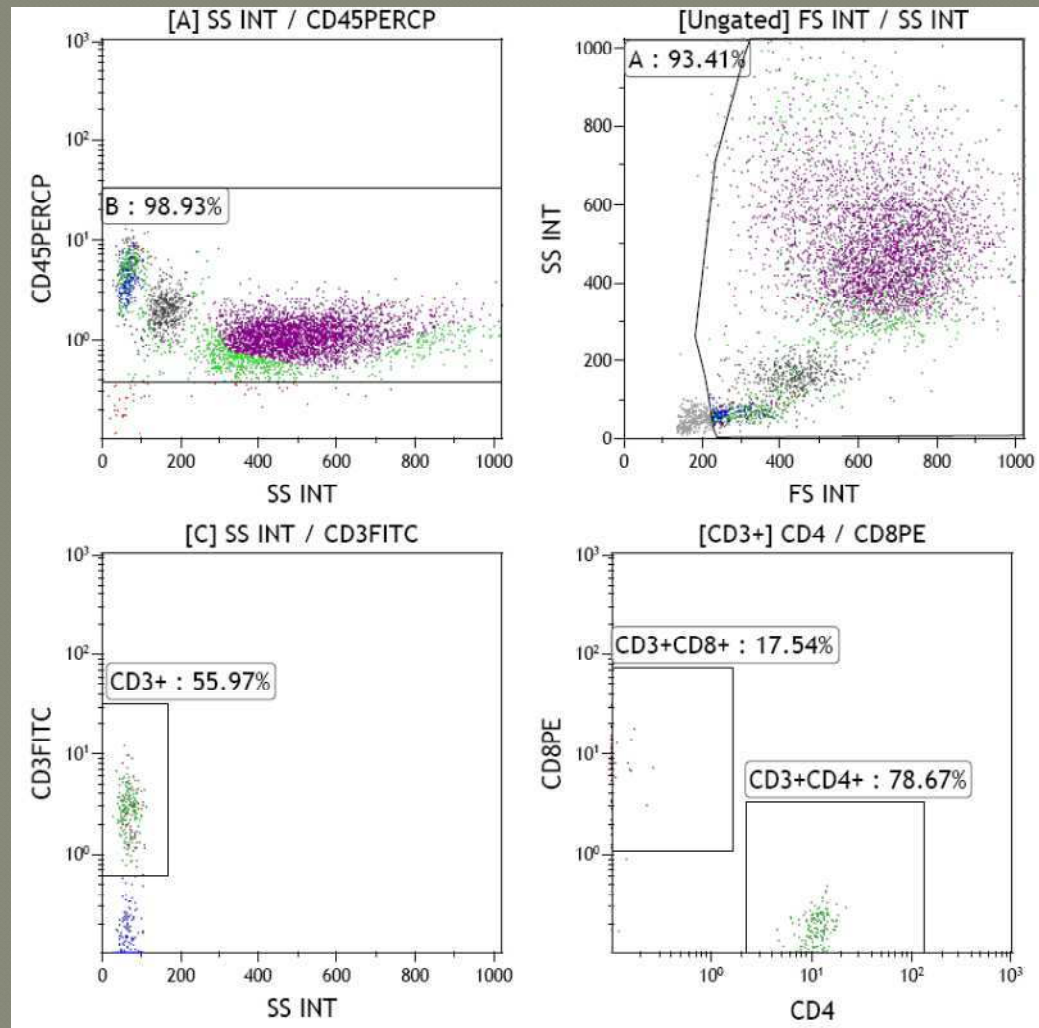 [A] SS INT / CD45PERCP
10³
10²
10¹
10⁰
CD45PERCP
B : 98.93%
0 200 400 600 800 1000
SS INT
[Ungated] FS INT / SS INT
1000
800
600
400
200
0
SS INT
A : 93.41%
0 200 400 600 800 1000
FS INT
[C] SS INT / CD3FITC
10³
10²
10¹
10⁰
CD3FITC
CD3+ : 55.97%
0 200 400 600 800 1000
SS INT
[CD3+] CD4 / CD8PE
10³
10²
10¹
10⁰
CD8PE
CD3+CD8+ : 17.54%
CD3+CD4+ : 78.67%
10⁰ 10¹ 10² 10³
CD4